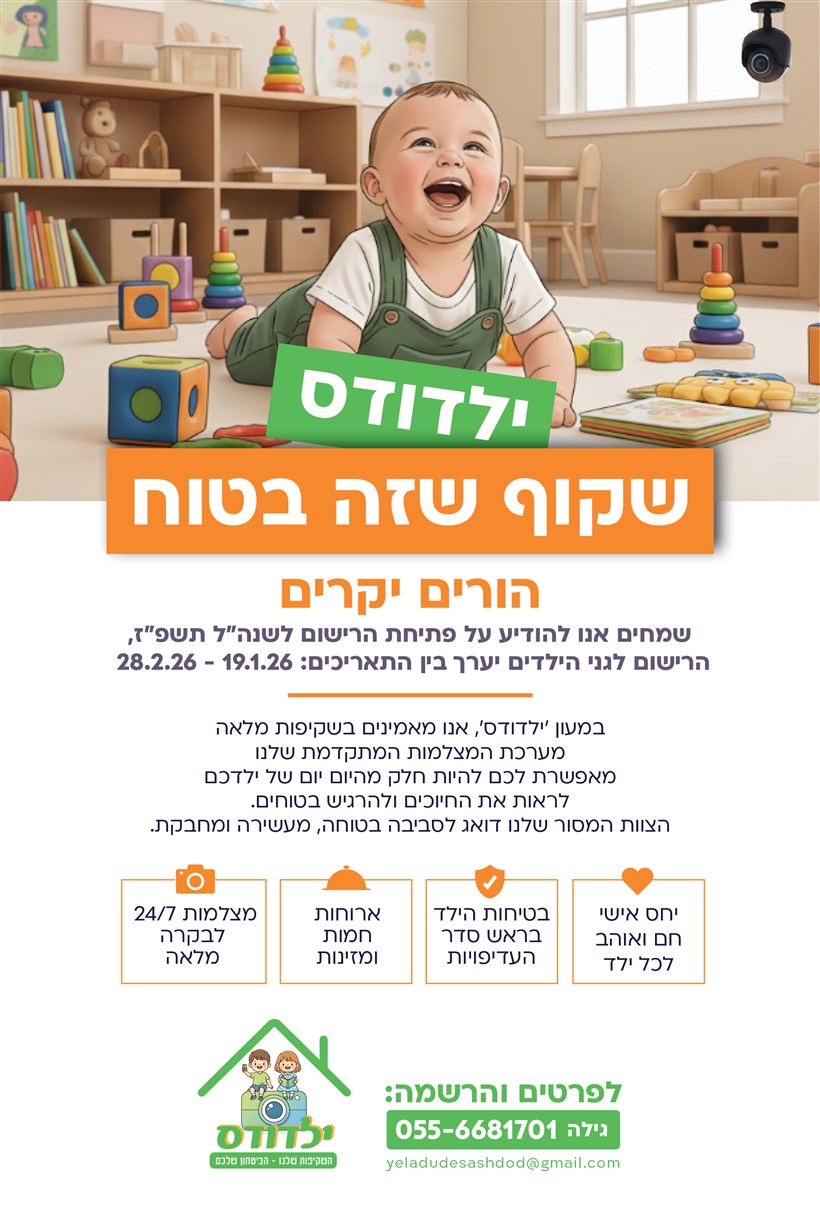 ילדודס
שקוף שזה בטוח
הורים יקרים
שמחים אנו להודיע על פתיחת הרישום לשנה"ל תשפ"ז,
הרישום לגני הילדים יערך בין התאריכים: 19.1.26 - 28.2.26
במעון 'ילדודס', אנו מאמינים בשקיפות מלאה
מערכת המצלמות המתקדמת שלנו
מאפשרת לכם להיות חלק מהיום יום של ילדכם
לראות את החיוכים ולהרגיש בטוחים.
הצוות המסור שלנו דואג לסביבה בטוחה, מעשירה ומחבקת.
יחס אישי
חם ואוהב
לכל ילד
בטיחות הילד
בראש סדר
העדיפויות
ארוחות
חמות
ומזינות
מצלמות 24/7
לבקרה
מלאה
לפרטים והרשמה:
גילה 055-6681701
yeladudesashdod@gmail.com
ילדודס
השקיפות שלנו - הביטחון שלכם